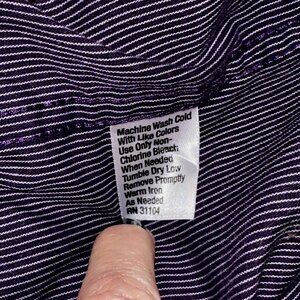 Machine Wash Cold
With Like Colors
Use Only Non-
Chlorine Bleach
When Needed
Tumble Dry Low
Remove Promptly
Warm Iron
As Needed
RN 31104